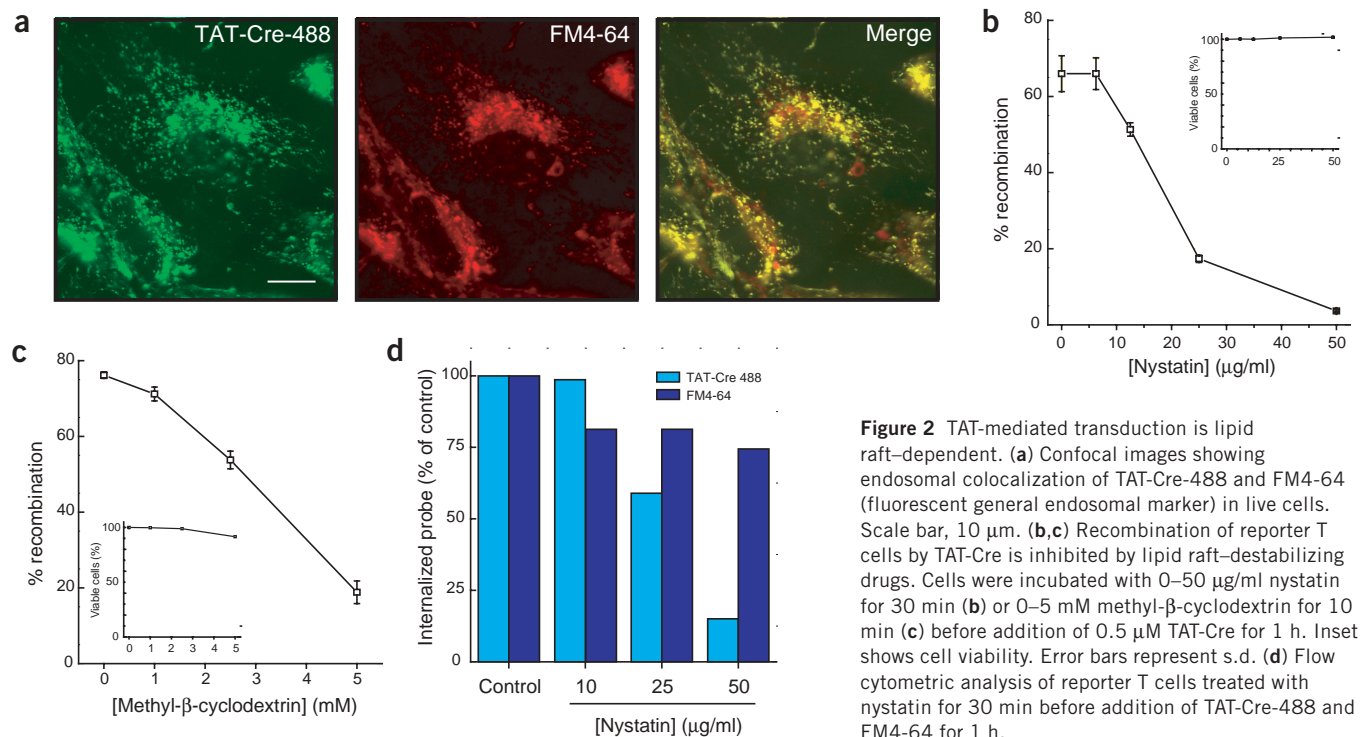 a
TAT-Cre-488
FM4-64
Merge
b
% recombination
80
60
40
20
0
0 10 20 30 40 50
[Nystatin] (μg/ml)
Viable cells (%)
100
50
0
0 25 50
c
% recombination
80
60
40
20
0
0 1 2 3 4 5
[Methyl-β-cyclodextrin] (mM)
Viable cells (%)
100
50
0
0 1 2 3 4 5
d
Internalized probe (% of control)
100
75
50
25
0
TAT-Cre 488
FM4-64
Control 10 25 50
[Nystatin] (μg/ml)
Figure 2 TAT-mediated transduction is lipid
raft–dependent. (a) Confocal images showing
endosomal colocalization of TAT-Cre-488 and FM4-64
(fluorescent general endosomal marker) in live cells.
Scale bar, 10 μm. (b,c) Recombination of reporter T
cells by TAT-Cre is inhibited by lipid raft–destabilizing
drugs. Cells were incubated with 0–50 μg/ml nystatin
for 30 min (b) or 0–5 mM methyl-β-cyclodextrin for 10
min (c) before addition of 0.5 μM TAT-Cre for 1 h. Inset
shows cell viability. Error bars represent s.d. (d) Flow
cytometric analysis of reporter T cells treated with
nystatin for 30 min before addition of TAT-Cre-488 and
FM4-64 for 1 h.